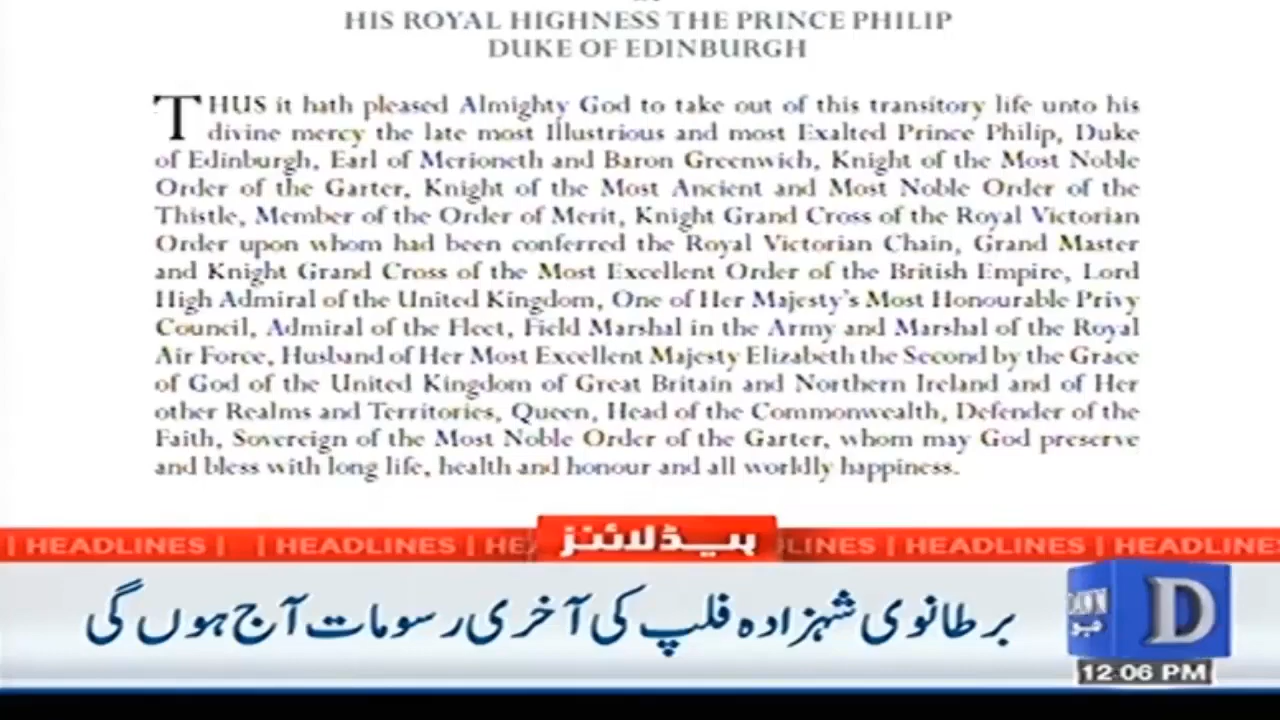 HIS ROYAL HIGHNESS THE PRINCE PHILIP
DUKE OF EDINBURGH
THUS it hath pleased Almighty God to take out of this transitory life unto his
divine mercy the late most Illustrious and most Exalted Prince Philip, Duke
of Edinburgh, Earl of Merioneth and Baron Greenwich, Knight of the Most Noble
Order of the Garter, Knight of the Most Ancient and Most Noble Order of the
Thistle, Member of the Order of Merit, Knight Grand Cross of the Royal Victorian
Order upon whom had been conferred the Royal Victorian Chain, Grand Master
and Knight Grand Cross of the Most Excellent Order of the British Empire, Lord
High Admiral of the United Kingdom, One of Her Majesty's Most Honourable Privy
Council, Admiral of the Fleet, Field Marshal in the Army and Marshal of the Royal
Air Force, Husband of Her Most Excellent Majesty Elizabeth the Second by the Grace
of God of the United Kingdom of Great Britain and Northern Ireland and of Her
other Realms and Territories, Queen, Head of the Commonwealth, Defender of the
Faith, Sovereign of the Most Noble Order of the Garter, whom may God preserve
and bless with long life, health and honour and all worldly happiness.
| HEADLINES | | HEADLINES | HE ہیڈلائنز LINES | HEADLINES | HEADLINES
برطانوی شہزادہ فلپ کی آخری رسومات آج ہوں گی
DAWN D
نیوز
12:06 PM